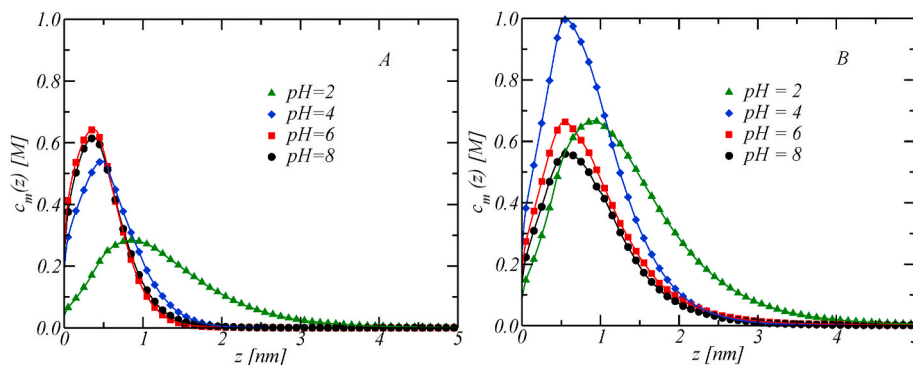 1.0
A
0.8
pH=2
pH=4
pH=6
pH=8
0.6
0.4
0.2
0.0
c_m(z) [M]
0 1 2 3 4 5
z [nm]
1.0
B
0.8
pH = 2
pH = 4
pH = 6
pH = 8
0.6
0.4
0.2
0.0
c_m(z) [M]
0 1 2 3 4
z [nm]